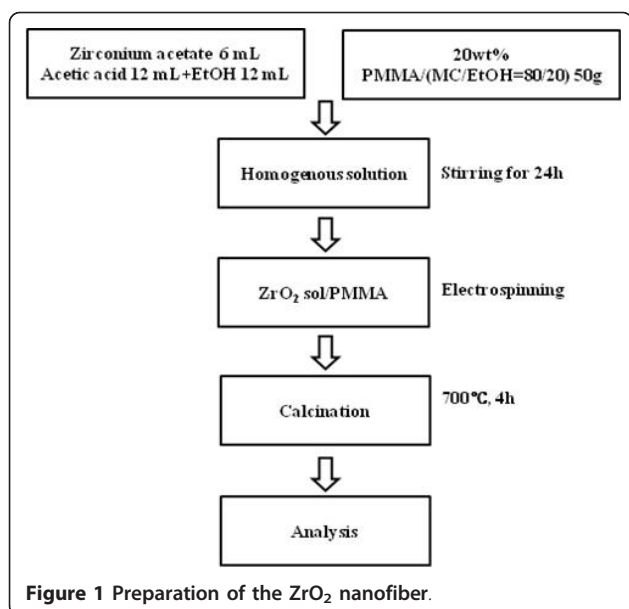 Zirconium acetate 6 mL
Acetic acid 12 mL+EtOH 12 mL
20wt%
PMMA/(MC/EtOH=80/20) 50g
Homogenous solution
Stirring for 24h
ZrO₂ sol/PMMA
Electrospinning
Calcination
700℃, 4h
Analysis
Figure 1 Preparation of the ZrO₂ nanofiber.